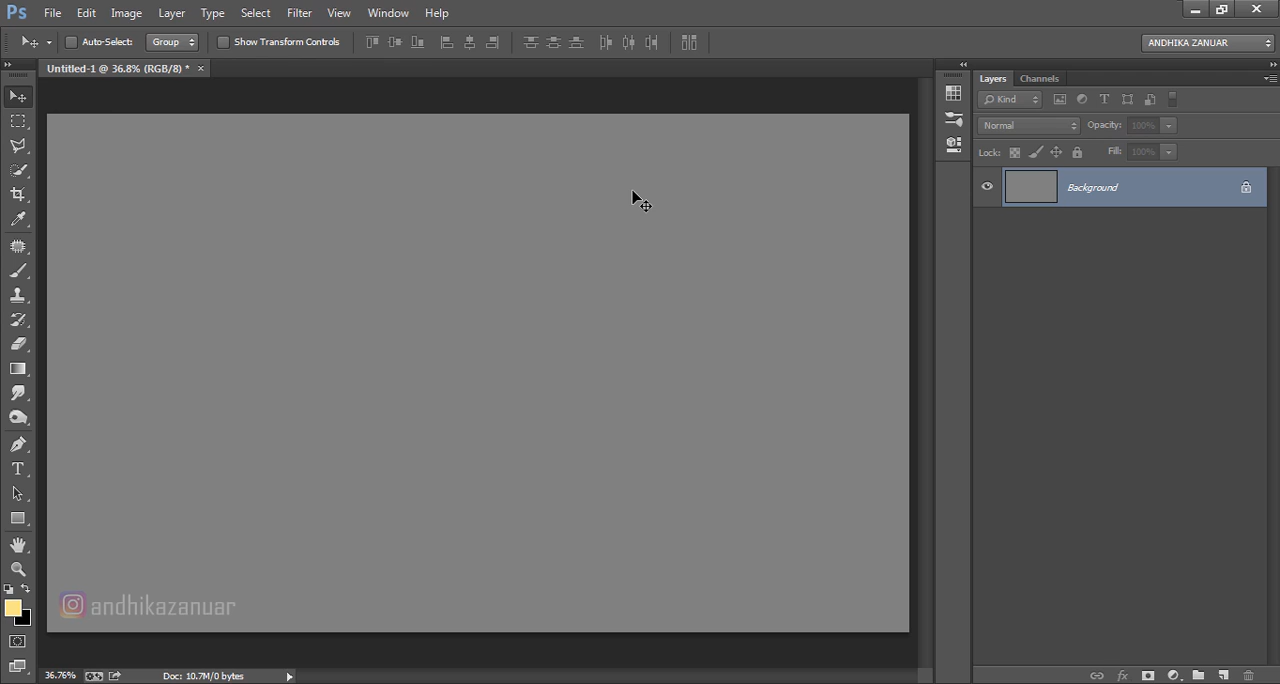 Ps File Edit Image Layer Type Select Filter View Window Help
Auto-Select: Group Show Transform Controls ANDHIKA ZANUAR
Untitled-1 @ 36.8% (RGB/8) * ×
Layers Channels
Kind
Normal Opacity: 100%
Lock: Fill: 100%
Background
andhikazanuar
36.76% Doc: 10.7M/0 bytes